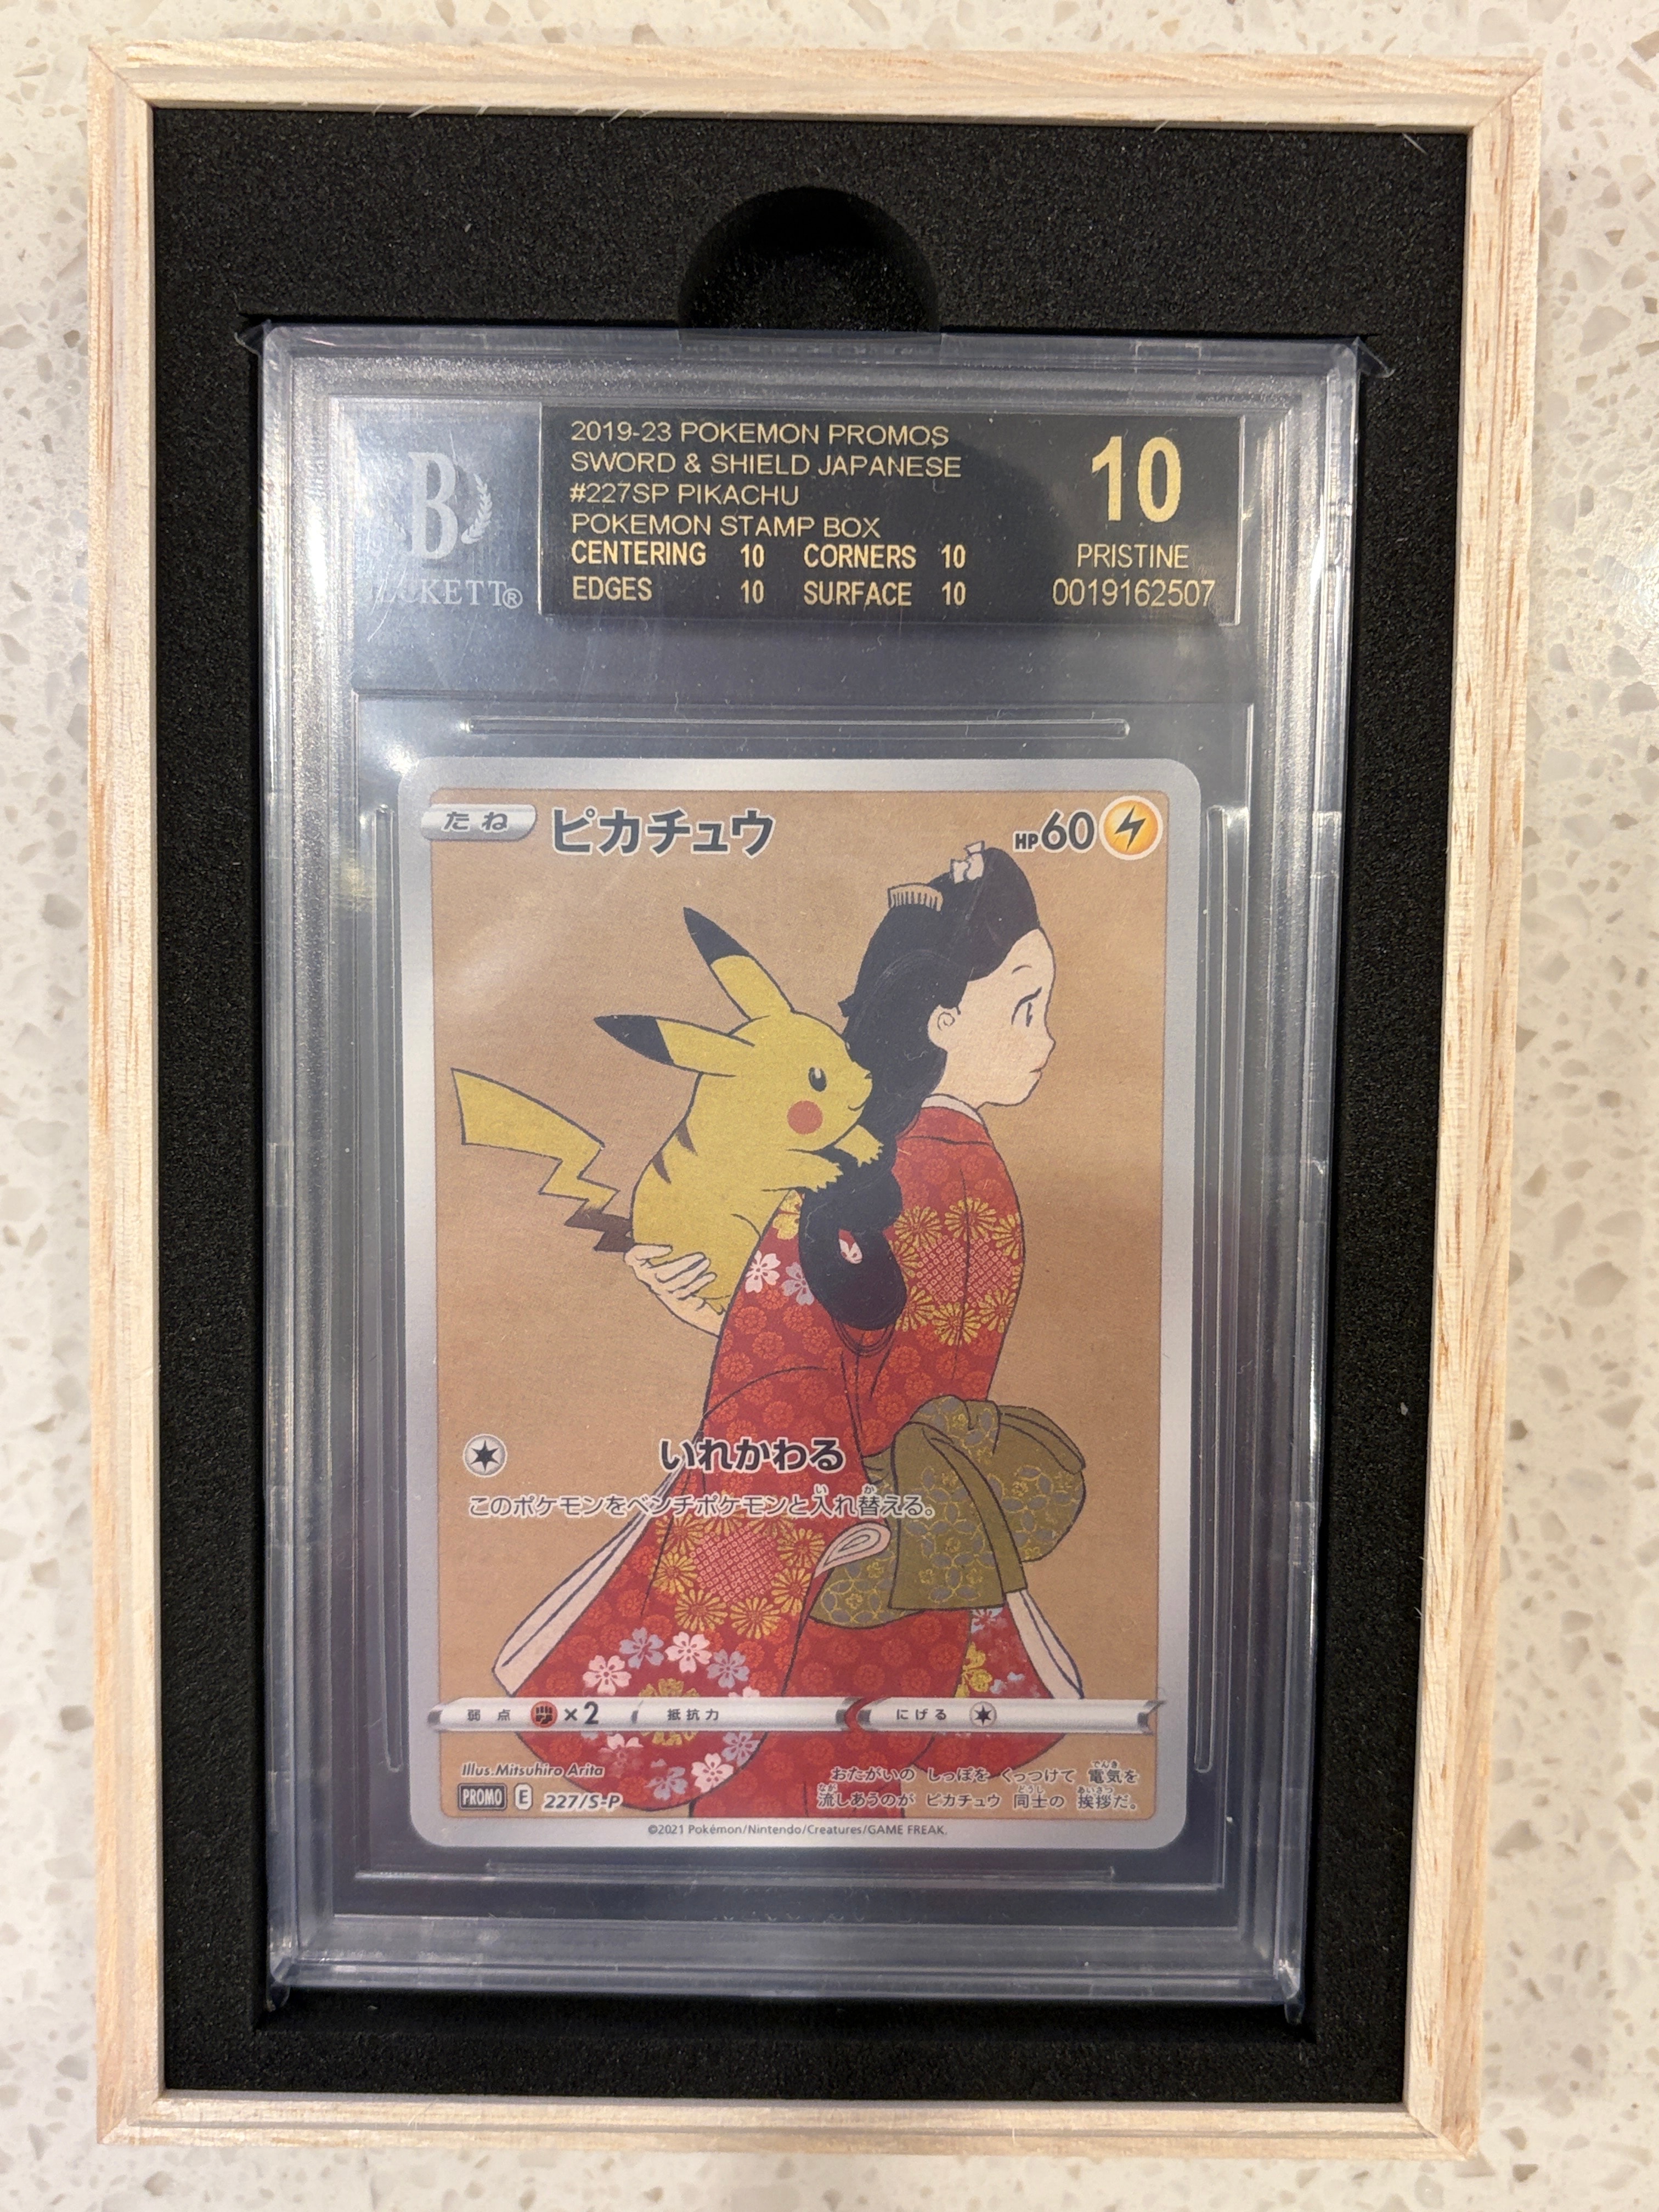 B
BECKETT®
2019-23 POKEMON PROMOS
SWORD & SHIELD JAPANESE
#227SP PIKACHU
POKEMON STAMP BOX
CENTERING 10 CORNERS 10
EDGES 10 SURFACE 10
10
PRISTINE
0019162507
たね ピカチュウ HP60
いれかわる
このポケモンをベンチポケモンと入れ替える。
弱点 ×2 抵抗力 にげる
Illus.Mitsuhiro Arita
PROMO E 227/S-P
おたがいの しっぽを くっつけて 電気を
流しあうのが ピカチュウ 同士の 挨拶だ。
©2021 Pokémon/Nintendo/Creatures/GAME FREAK.